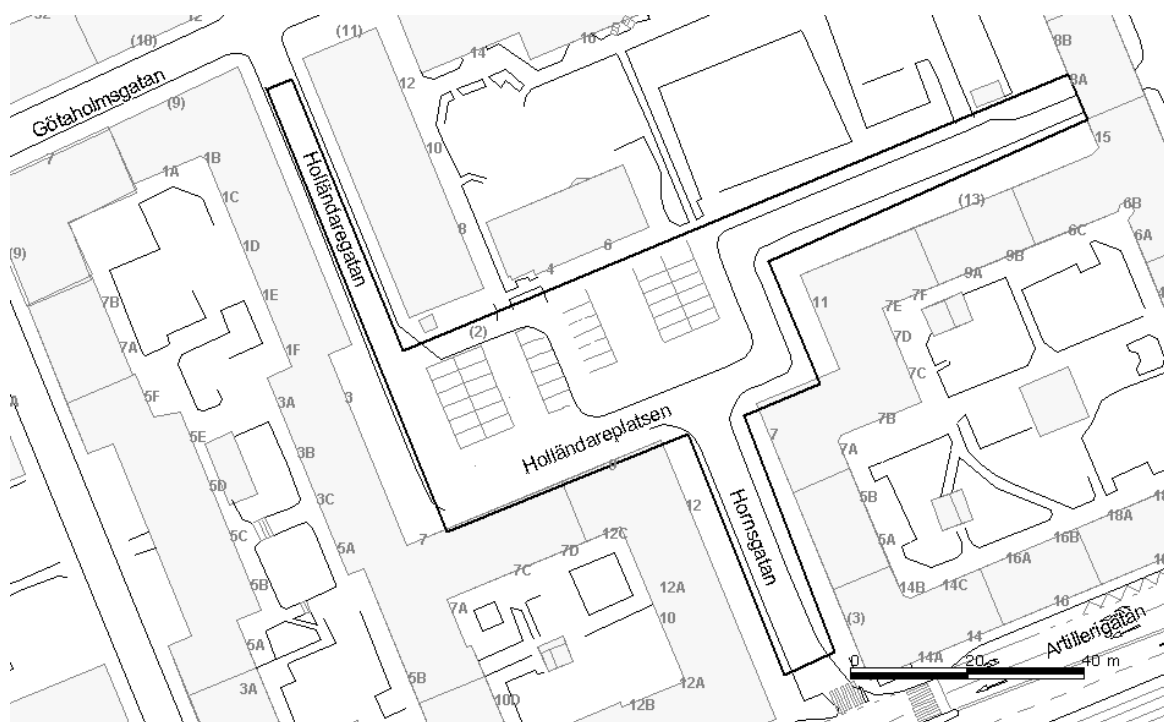 32
12
(18)
(11)
14
16
8B
9A
12
Götaholmsgatan
(9)
7
10
15
1A
1B
1C
Holländaregatan
(13)
6B
6C
6A
8
6
4
1D
9B
9A
(9)
7B
1E
7F
7E
11
(2)
7D
7A
1F
7C
5F
3A
3
Holländareplatsen
7
7B
5E
3B
7A
5D
3C
12
5B
18
18A
Hornsgatan
5C
7
12C
5A
16B
5A
7D
16A
7C
5B
12A
14B
14C
16
7A
10
(3)
5A
14
Artillerigatan
14A
0
20
40 m
3A
5B
12A
10D
12B